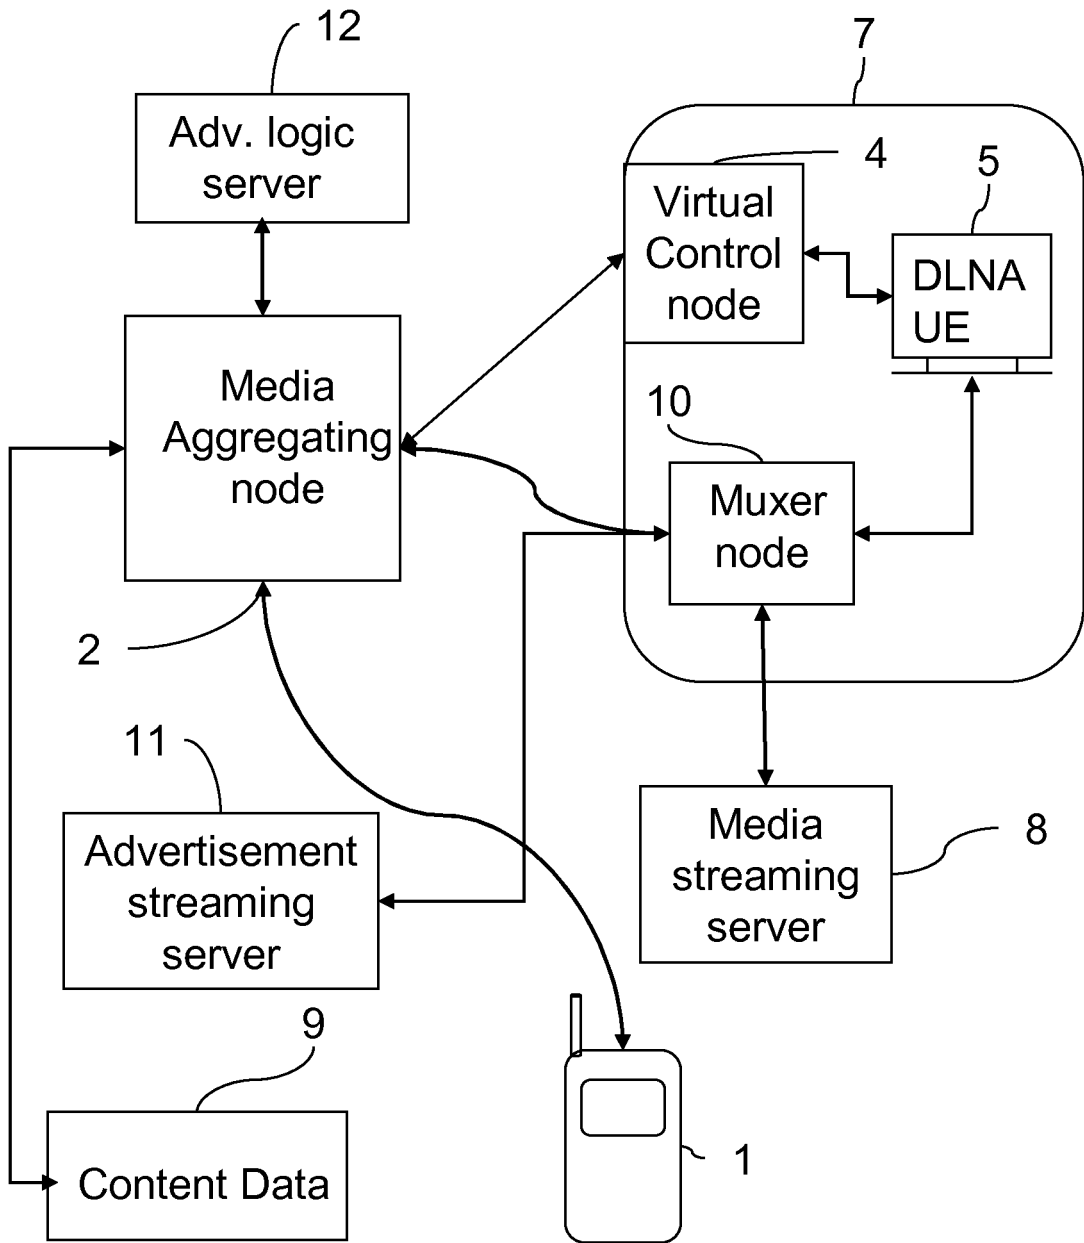 12
7
Adv. logic
server
4
5
Virtual
Control
node
DLNA
UE
Media
Aggregating
node
10
Muxer
node
2
11
Advertisement
streaming
server
Media
streaming
server
8
9
Content Data
1